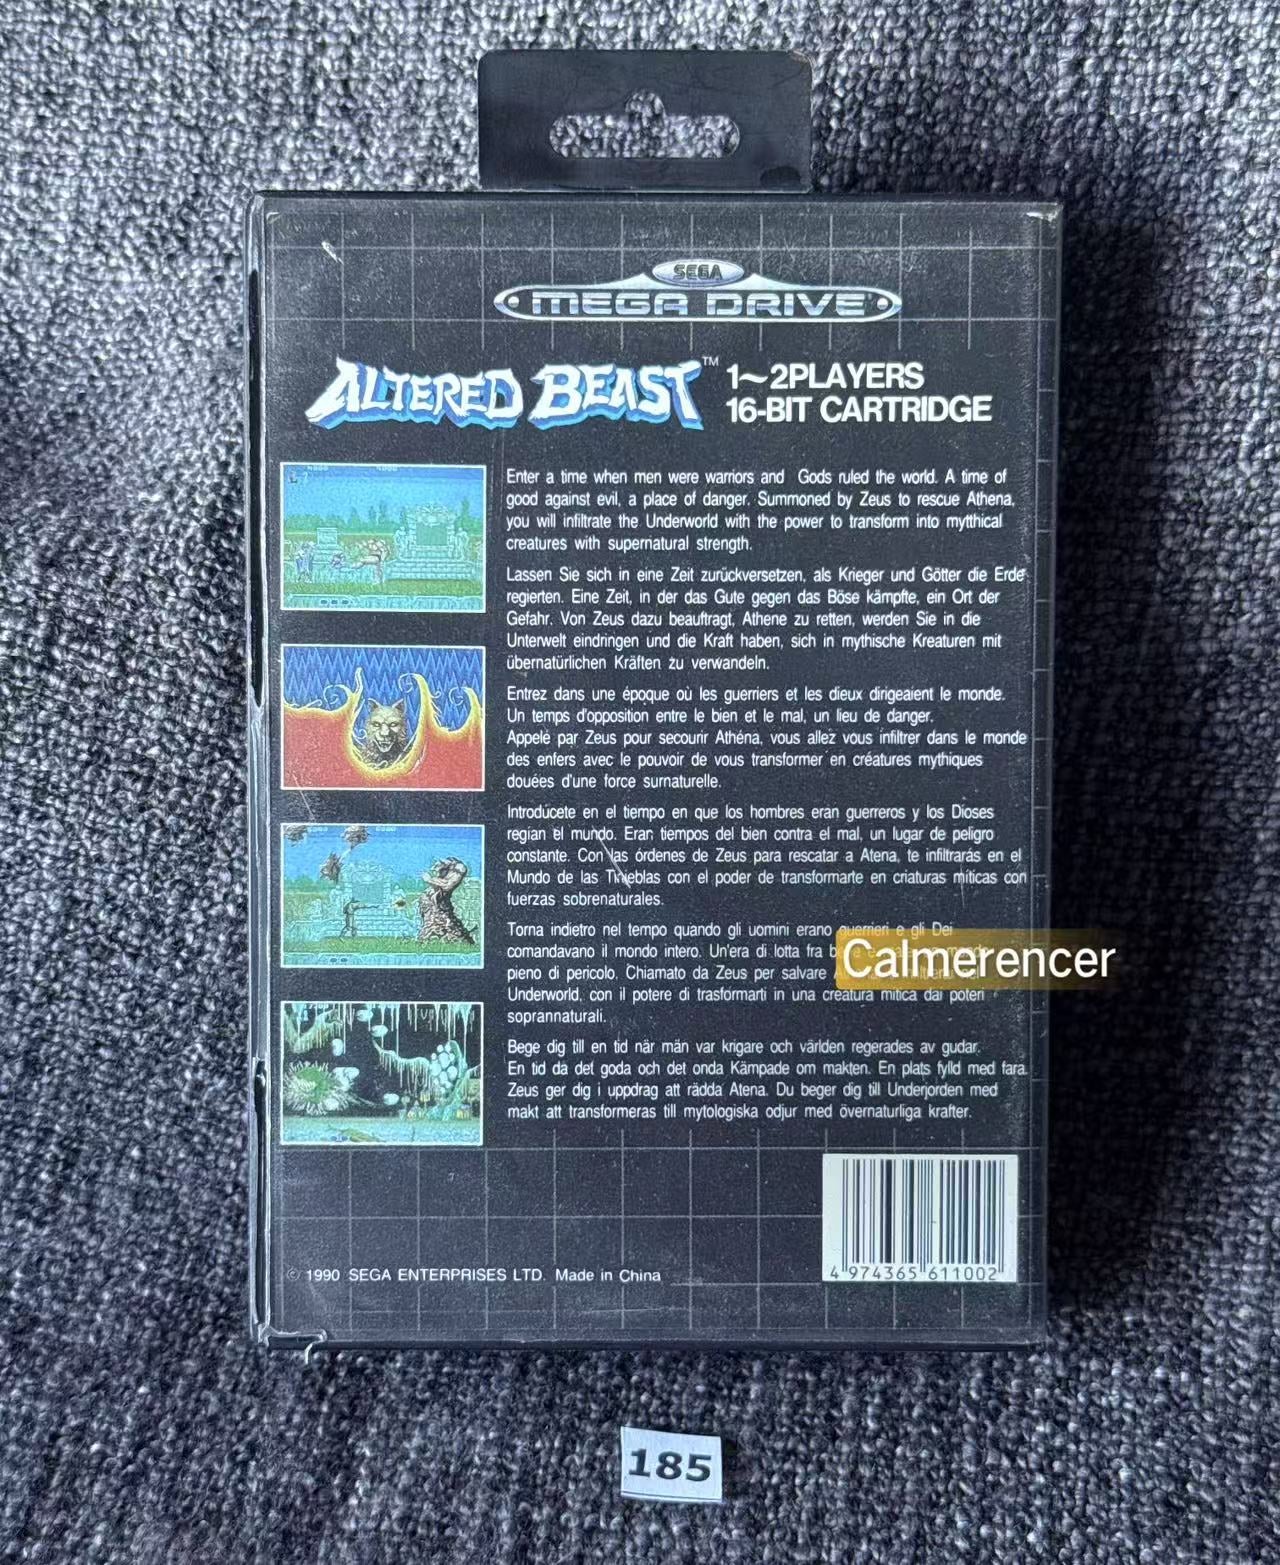 SEGA
MEGA DRIVE
ALTERED BEAST™
1~2PLAYERS
16-BIT CARTRIDGE
Enter a time when men were warriors and Gods ruled the world. A time of
good against evil, a place of danger. Summoned by Zeus to rescue Athena,
you will infiltrate the Underworld with the power to transform into mytthical
creatures with supernatural strength.
Lassen Sie sich in eine Zeit zurückversetzen, als Krieger und Götter die Erde
regierten. Eine Zeit, in der das Gute gegen das Böse kämpfte, ein Ort der
Gefahr. Von Zeus dazu beauftragt, Athene zu retten, werden Sie in die
Unterwelt eindringen und die Kraft haben, sich in mythische Kreaturen mit
übernatürlichen Kräften zu verwandeln.
Entrez dans une époque où les guerriers et les dieux dirigeaient le monde.
Un temps d'opposition entre le bien et le mal, un lieu de danger.
Appelé par Zeus pour secourir Athéna, vous allez vous infiltrer dans le monde
des enfers avec le pouvoir de vous transformer en créatures mythiques
douées d'une force surnaturelle.
Introdúcete en el tiempo en que los hombres eran guerreros y los Dioses
regían el mundo. Eran tiempos del bien contra el mal, un lugar de peligro
constante. Con las órdenes de Zeus para rescatar a Atena, te infiltrarás en el
Mundo de las Tinieblas con el poder de transformarte en criaturas míticas con
fuerzas sobrenaturales.
Torna indietro nel tempo quando gli uomini erano guerrieri e gli Dei
comandavano il mondo intero. Un'era di lotta fra
pieno di pericolo. Chiamato da Zeus per salvare
Calmerencer
Underworld, con il potere di trasformarti in una creatura mitica dai poteri
soprannaturali.
Bege dig till en tid när män var krigare och världen regerades av gudar.
En tid då det goda och det onda Kämpade om makten. En plats fylld med fara.
Zeus ger dig i uppdrag att rädda Atena. Du beger dig till Underjorden med
makt att transformeras till mytologiska odjur med övernaturliga krafter.
4 974365 611002
© 1990 SEGA ENTERPRISES LTD. Made in China
185